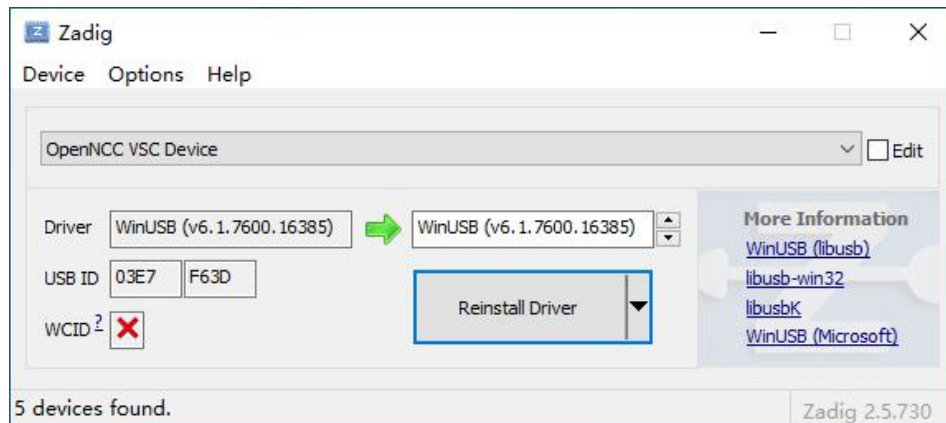 Zadig
Device Options Help
OpenNCC VSC Device
Edit
Driver WinUSB (v6.1.7600.16385) WinUSB (v6.1.7600.16385)
USB ID 03E7 F63D
WCID ?
Reinstall Driver
More Information
WinUSB (libusb)
libusb-win32
libusbK
WinUSB (Microsoft)
5 devices found.
Zadig 2.5.730